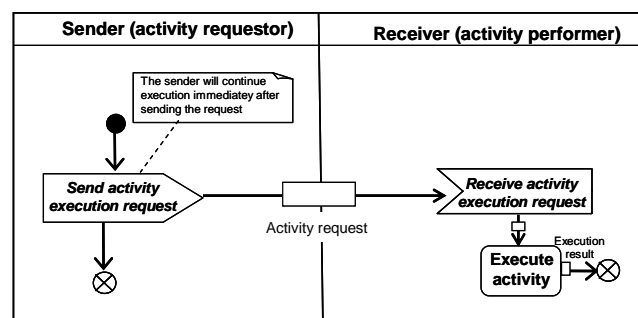 Sender (activity requestor)
Receiver (activity performer)
The sender will continue
execution immediatey after
sending the request
Send activity
execution request
Activity request
Receive activity
execution request
Execute
activity
Execution
result